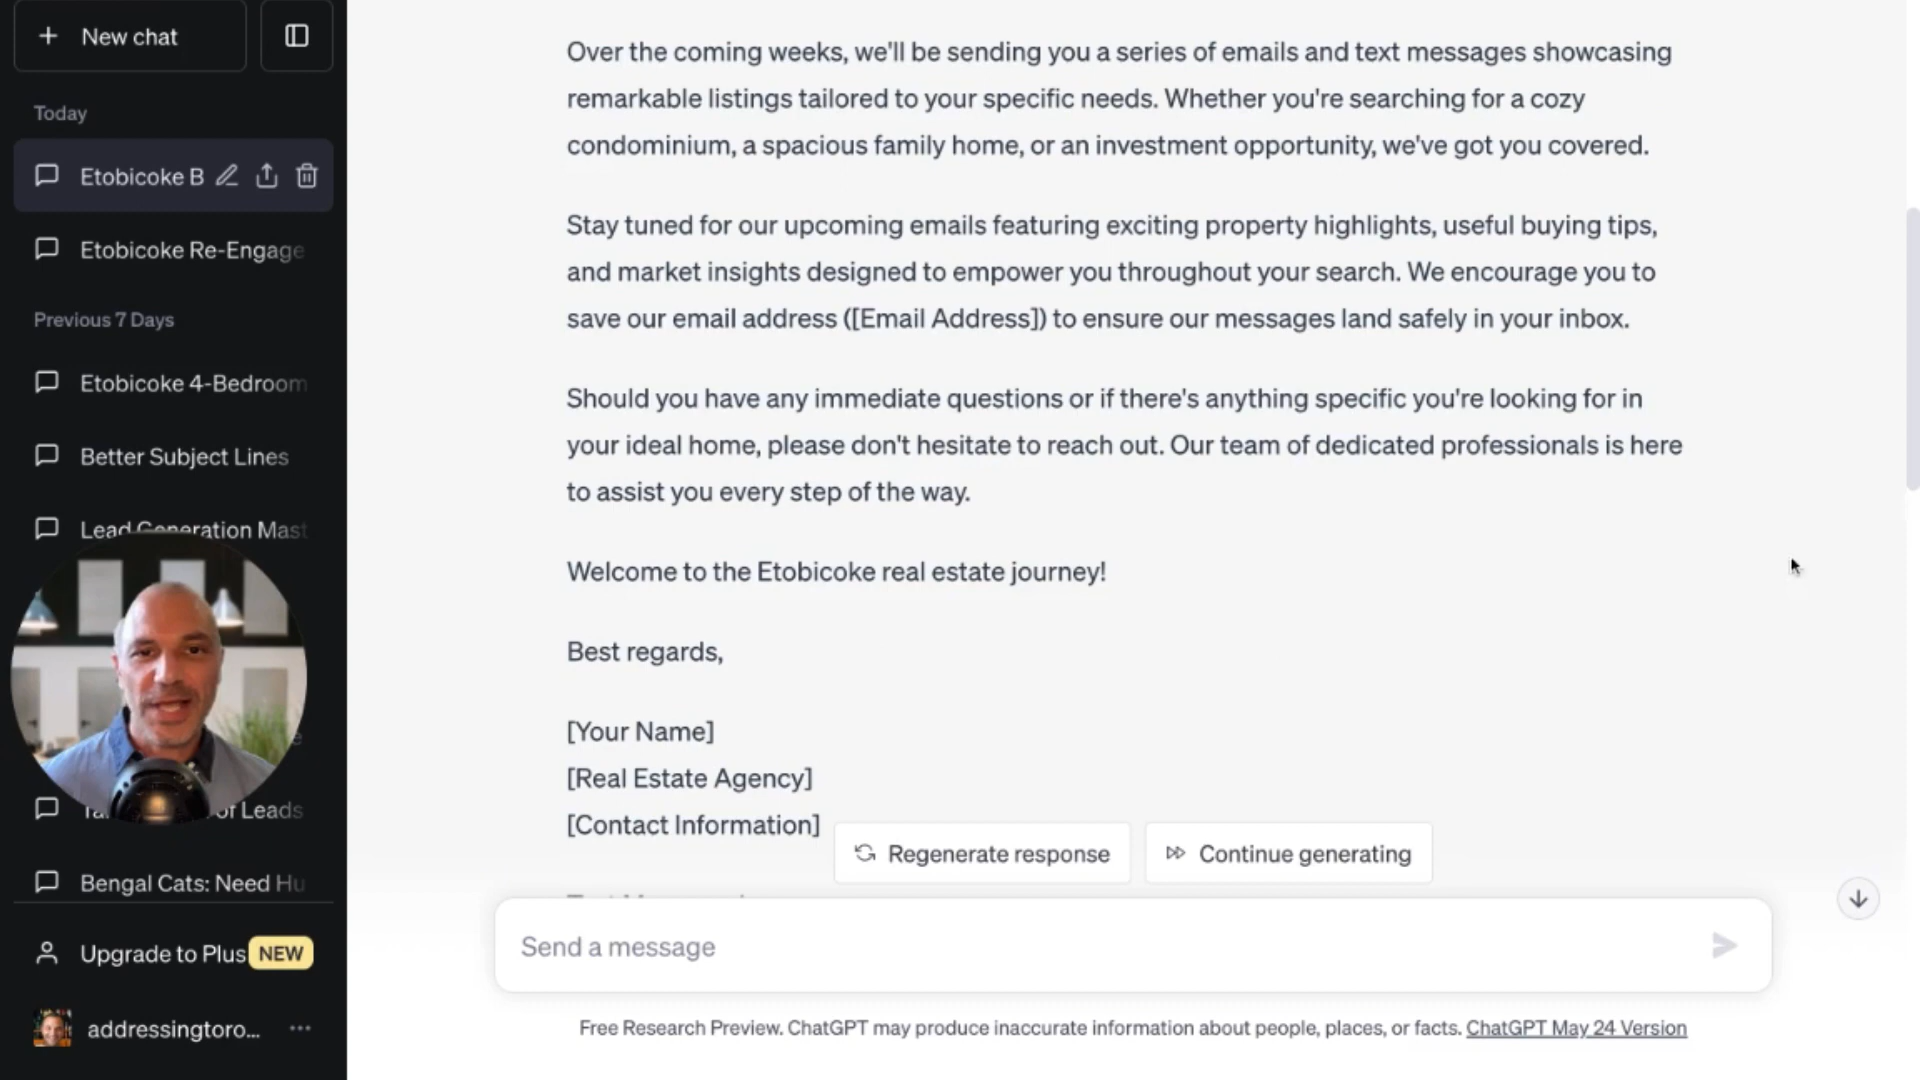 New chat
Today
Etobicoke B
Etobicoke Re-Engage
Previous 7 Days
Etobicoke 4-Bedroom
Better Subject Lines
Lead Generation Mast
of Leads
Bengal Cats: Need Hu
Upgrade to Plus NEW
addressingtoro...
Over the coming weeks, we'll be sending you a series of emails and text messages showcasing
remarkable listings tailored to your specific needs. Whether you're searching for a cozy
condominium, a spacious family home, or an investment opportunity, we've got you covered.
Stay tuned for our upcoming emails featuring exciting property highlights, useful buying tips,
and market insights designed to empower you throughout your search. We encourage you to
save our email address ([Email Address]) to ensure our messages land safely in your inbox.
Should you have any immediate questions or if there's anything specific you're looking for in
your ideal home, please don't hesitate to reach out. Our team of dedicated professionals is here
to assist you every step of the way.
Welcome to the Etobicoke real estate journey!
Best regards,
[Your Name]
[Real Estate Agency]
[Contact Information]
Regenerate response
Continue generating
Send a message
Free Research Preview. ChatGPT may produce inaccurate information about people, places, or facts. ChatGPT May 24 Version